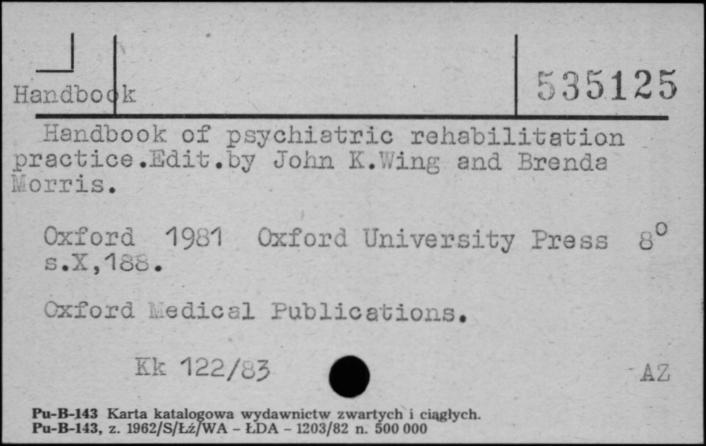 Handbook
535125
Handbook of psychiatric rehabilitation
practice.Edit.by John K.Wing and Brenda
Morris.
Oxford 1981 Oxford University Press 8°
s.X,188.
Oxford Medical Publications.
Kk 122/83
AZ
Pu-B-143 Karta katalogowa wydawnictw zwartych i ciągłych.
Pu-B-143, z. 1962/S/Łź/WA - ŁDA - 1203/82 n. 500 000